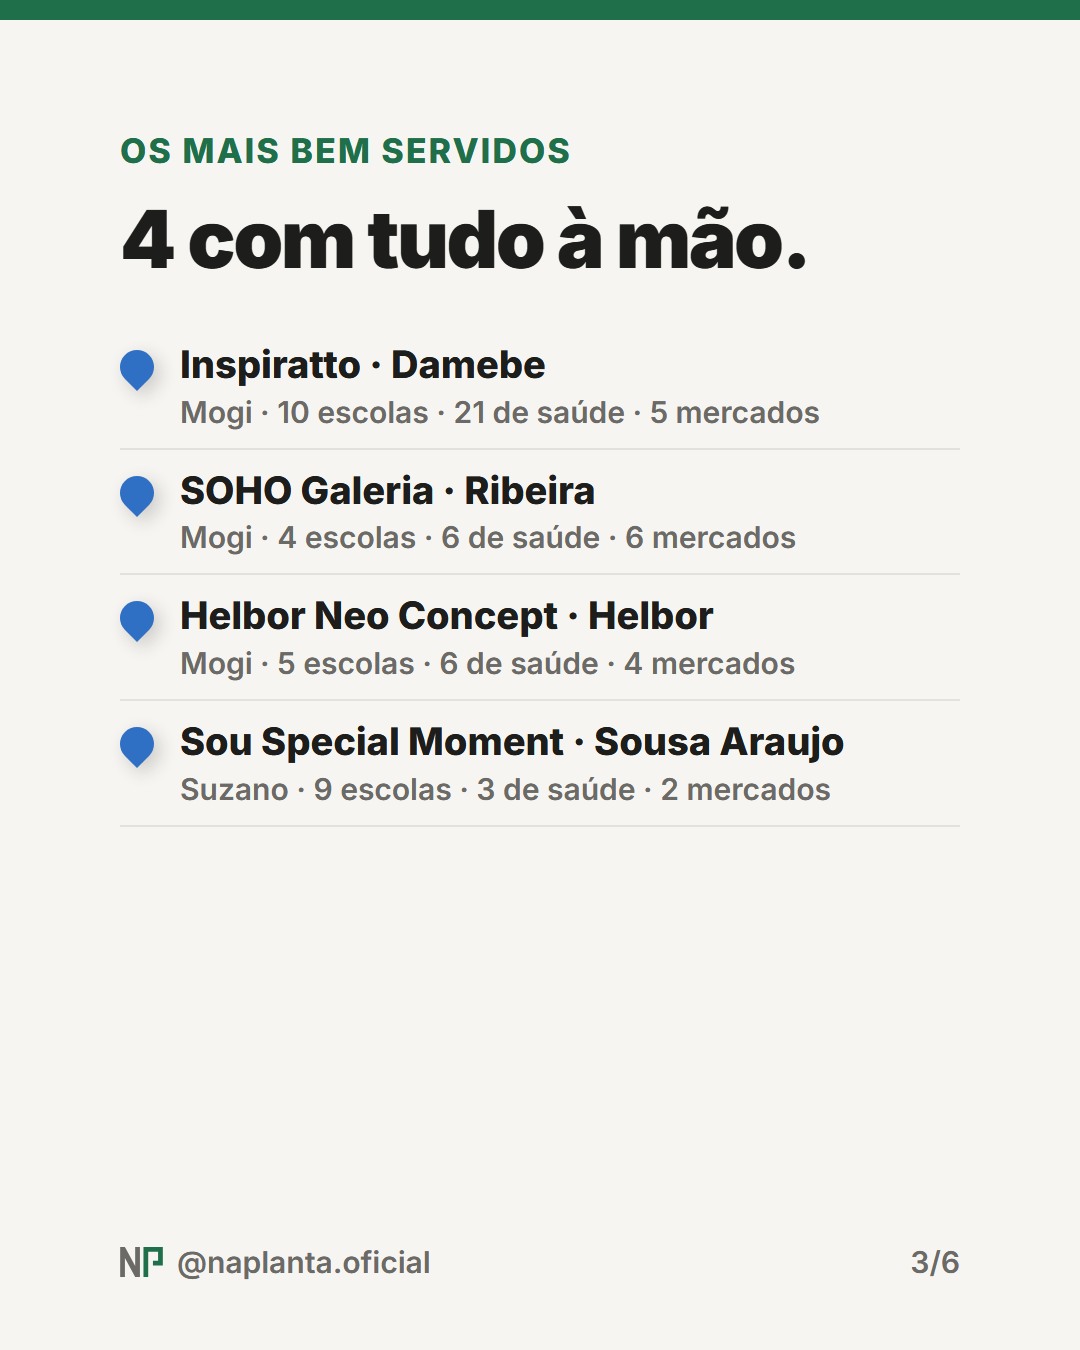 OS MAIS BEM SERVIDOS
4 com tudo à mão.
Inspiratto · Damebe
Mogi · 10 escolas · 21 de saúde · 5 mercados
SOHO Galeria · Ribeira
Mogi · 4 escolas · 6 de saúde · 6 mercados
Helbor Neo Concept · Helbor
Mogi · 5 escolas · 6 de saúde · 4 mercados
Sou Special Moment · Sousa Araujo
Suzano · 9 escolas · 3 de saúde · 2 mercados
NP @naplanta.oficial
3/6